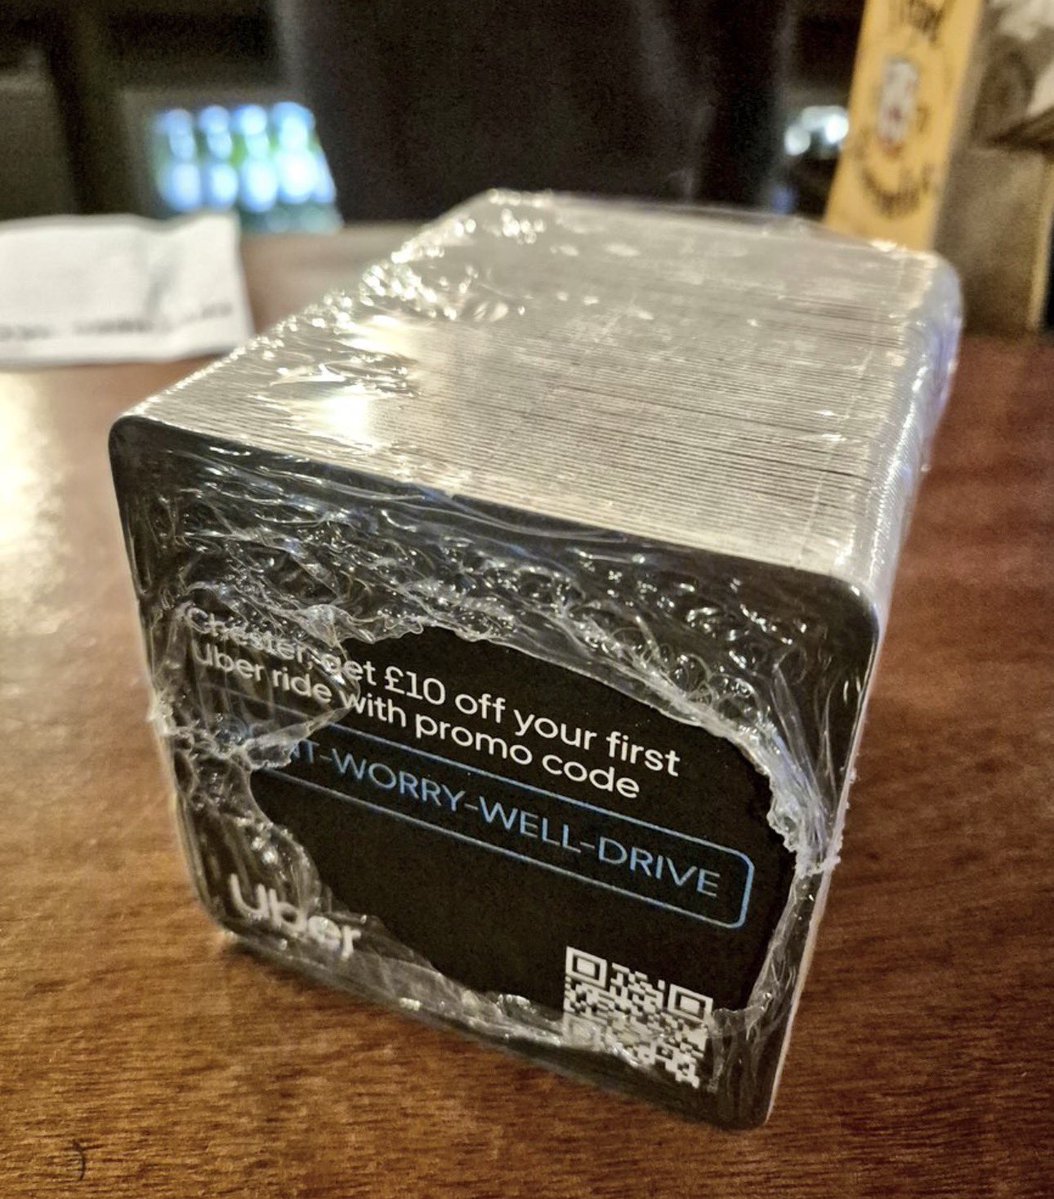 Chester, get £10 off your first
Uber ride with promo code
-WORRY-WELL-DRIVE
Uber